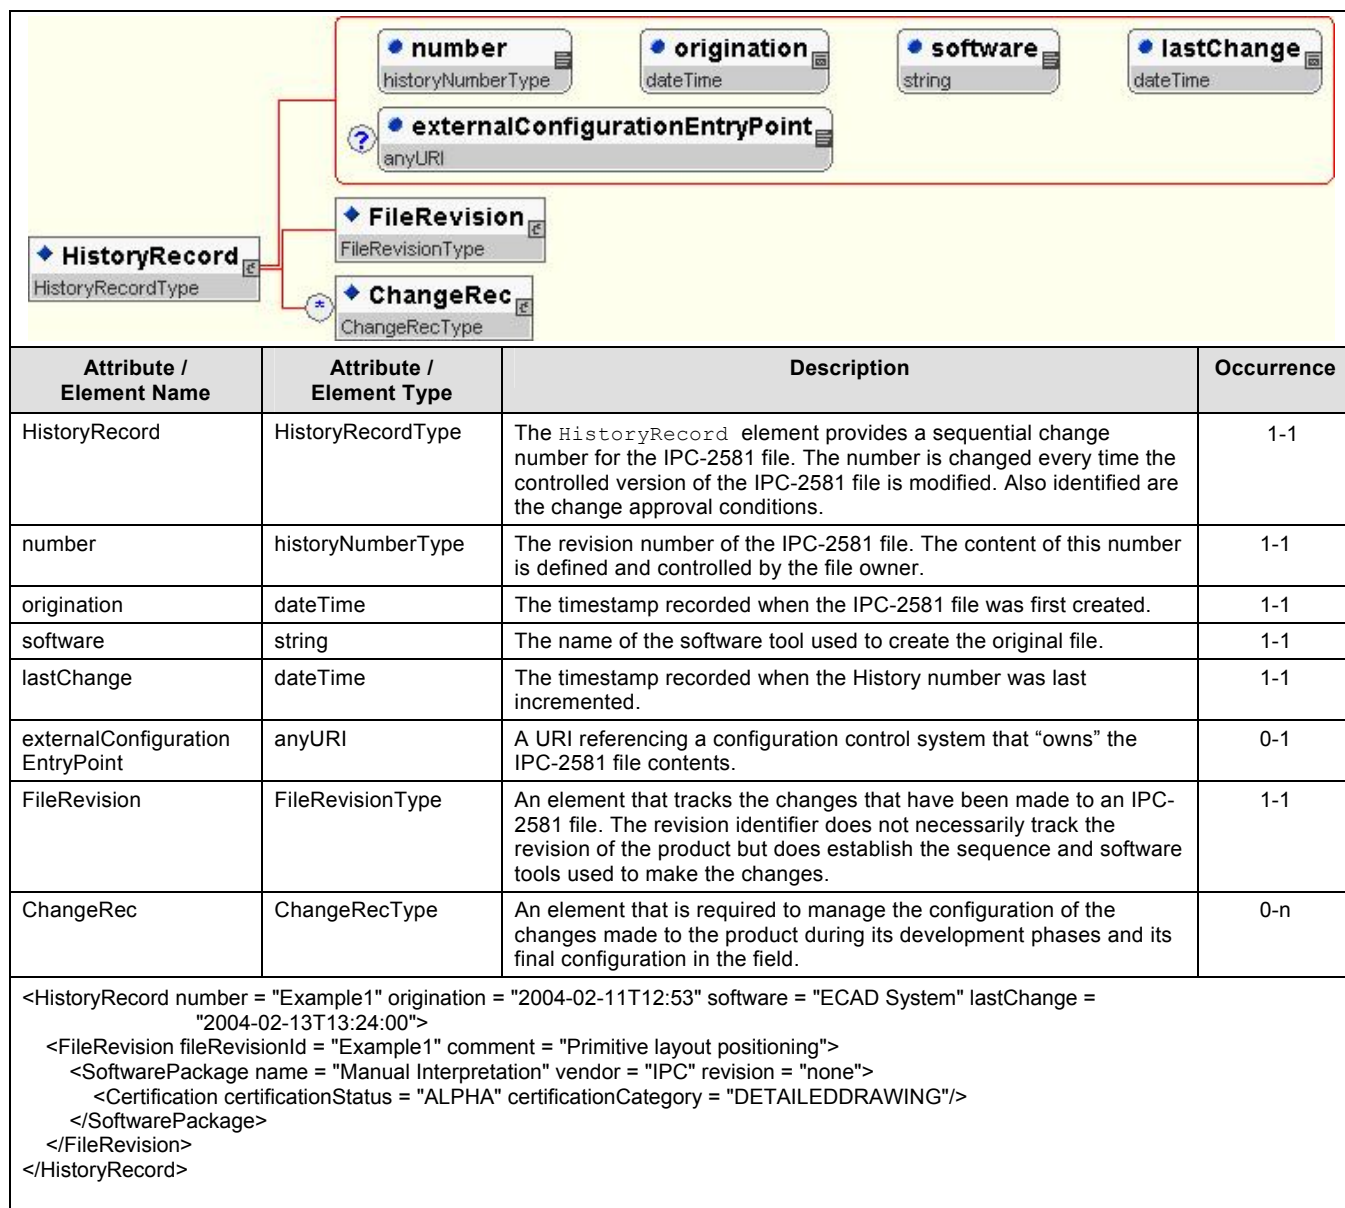 number
historyNumberType
origination
dateTime
software
string
lastChange
dateTime
?
externalConfigurationEntryPoint
anyURI
FileRevision
FileRevisionType
HistoryRecord
HistoryRecordType
*
ChangeRec
ChangeRecType
Attribute / Element Name
Attribute / Element Type
Description
Occurrence
HistoryRecord
HistoryRecordType
The HistoryRecord element provides a sequential change
number for the IPC-2581 file. The number is changed every time the
controlled version of the IPC-2581 file is modified. Also identified are
the change approval conditions.
1-1
number
historyNumberType
The revision number of the IPC-2581 file. The content of this number
is defined and controlled by the file owner.
1-1
origination
dateTime
The timestamp recorded when the IPC-2581 file was first created.
1-1
software
string
The name of the software tool used to create the original file.
1-1
lastChange
dateTime
The timestamp recorded when the History number was last
incremented.
1-1
externalConfiguration
EntryPoint
anyURI
A URI referencing a configuration control system that “owns” the
IPC-2581 file contents.
0-1
FileRevision
FileRevisionType
An element that tracks the changes that have been made to an IPC-
2581 file. The revision identifier does not necessarily track the
revision of the product but does establish the sequence and software
tools used to make the changes.
1-1
ChangeRec
ChangeRecType
An element that is required to manage the configuration of the
changes made to the product during its development phases and its
final configuration in the field.
0-n
<HistoryRecord number = "Example1" origination = "2004-02-11T12:53" software = "ECAD System" lastChange =
"2004-02-13T13:24:00">
<FileRevision fileRevisionId = "Example1" comment = "Primitive layout positioning">
<SoftwarePackage name = "Manual Interpretation" vendor = "IPC" revision = "none">
<Certification certificationStatus = "ALPHA" certificationCategory = "DETAILEDDRAWING"/>
</SoftwarePackage>
</FileRevision>
</HistoryRecord>